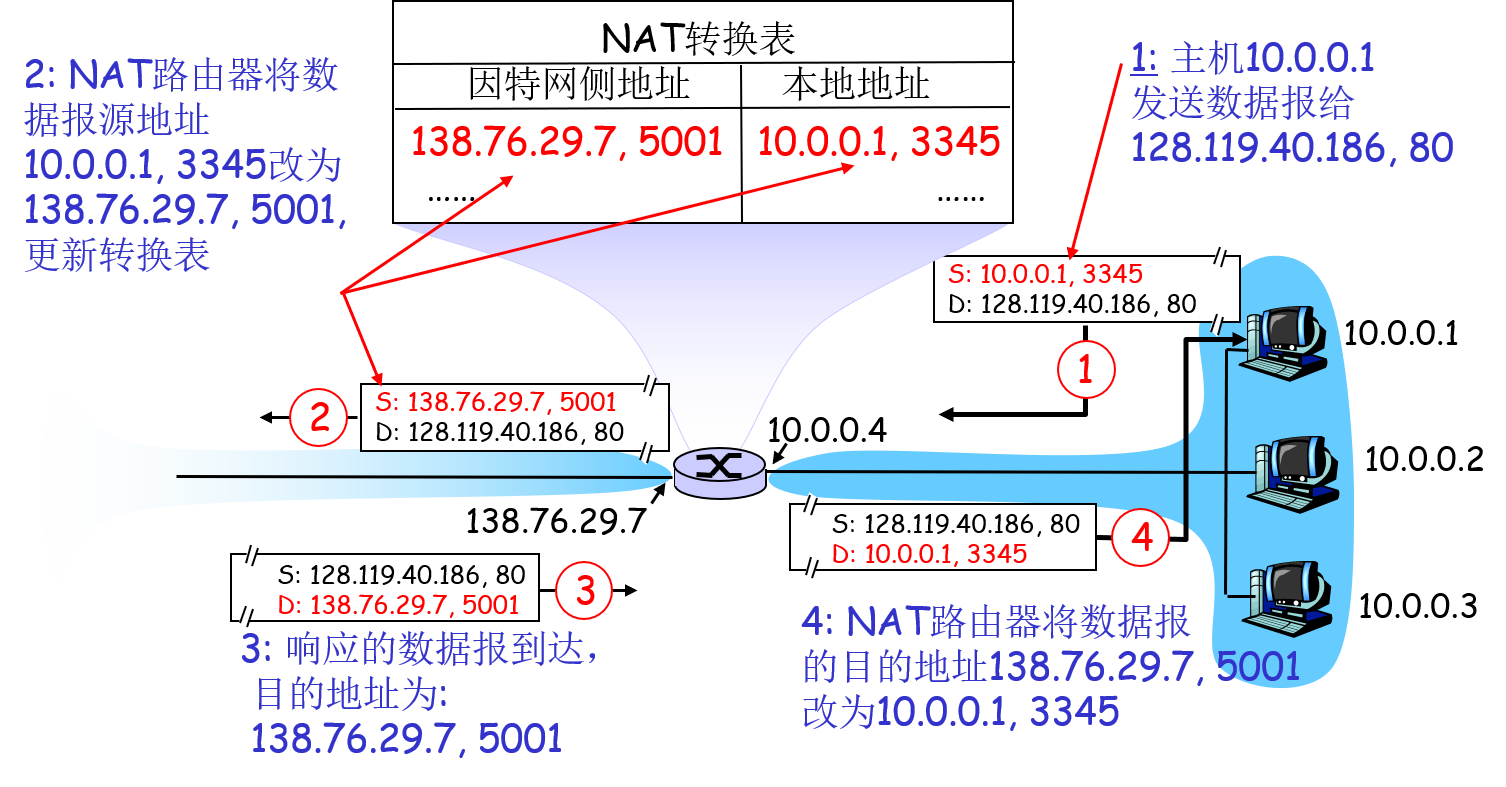 2: NAT路由器将数
据报源地址
10.0.0.1, 3345改为
138.76.29.7, 5001,
更新转换表
NAT转换表
因特网侧地址 本地地址
138.76.29.7, 5001 10.0.0.1, 3345
…… ……
1: 主机10.0.0.1
发送数据报给
128.119.40.186, 80
S: 10.0.0.1, 3345
D: 128.119.40.186, 80
1
10.0.0.1
S: 138.76.29.7, 5001
D: 128.119.40.186, 80
2
10.0.0.4
10.0.0.2
138.76.29.7
S: 128.119.40.186, 80
D: 10.0.0.1, 3345
4
S: 128.119.40.186, 80
D: 138.76.29.7, 5001
3
10.0.0.3
3: 响应的数据报到达,
目的地址为:
138.76.29.7, 5001
4: NAT路由器将数据报
的目的地址138.76.29.7, 5001
改为10.0.0.1, 3345